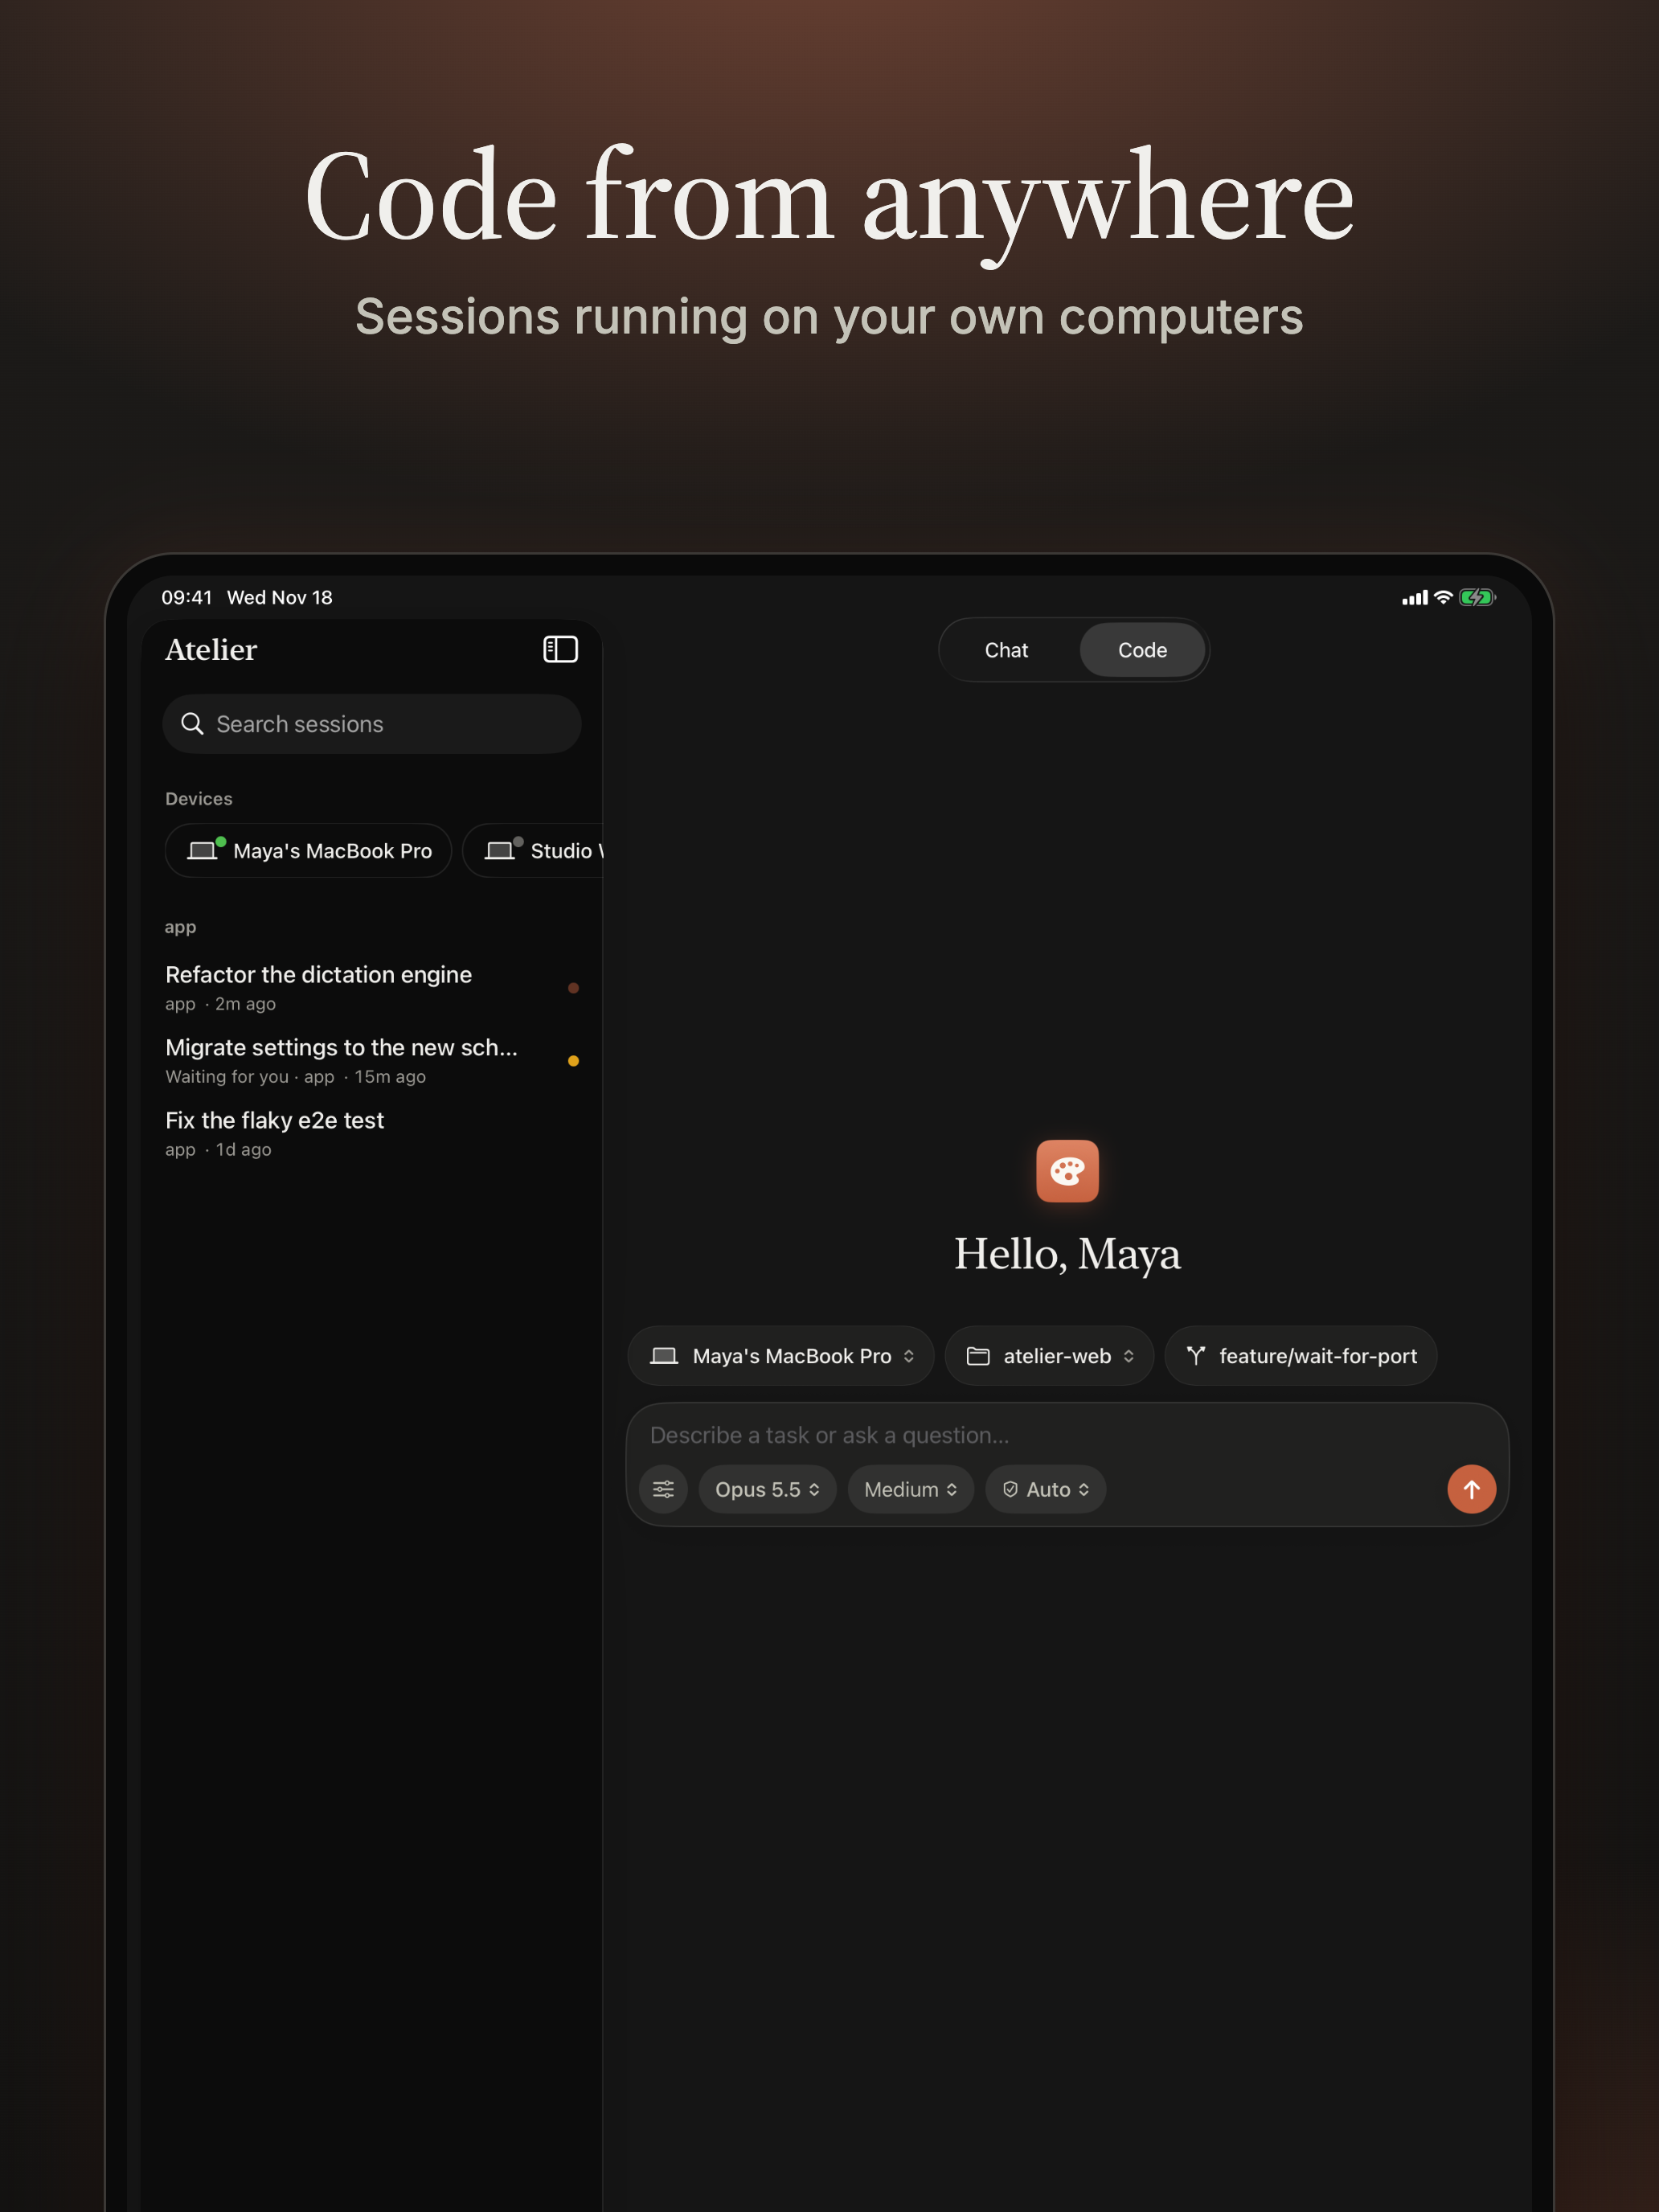 Code from anywhere
Sessions running on your own computers
09:41 Wed Nov 18
Atelier
Chat
Code
Search sessions
Devices
Maya's MacBook Pro
Studio
app
Refactor the dictation engine
app · 2m ago
Migrate settings to the new sch...
Waiting for you · app · 15m ago
Fix the flaky e2e test
app · 1d ago
Hello, Maya
Maya's MacBook Pro
atelier-web
feature/wait-for-port
Describe a task or ask a question...
Opus 5.5
Medium
Auto